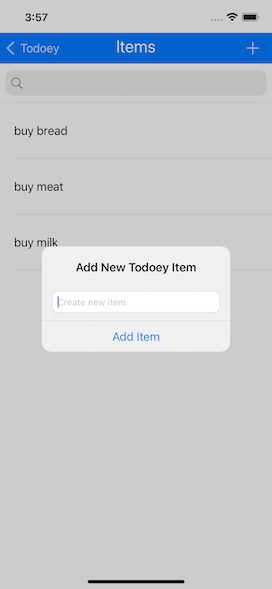 3:57
Todoey
Items
buy bread
buy meat
buy milk
Add New Todoey Item
Create new item
Add Item